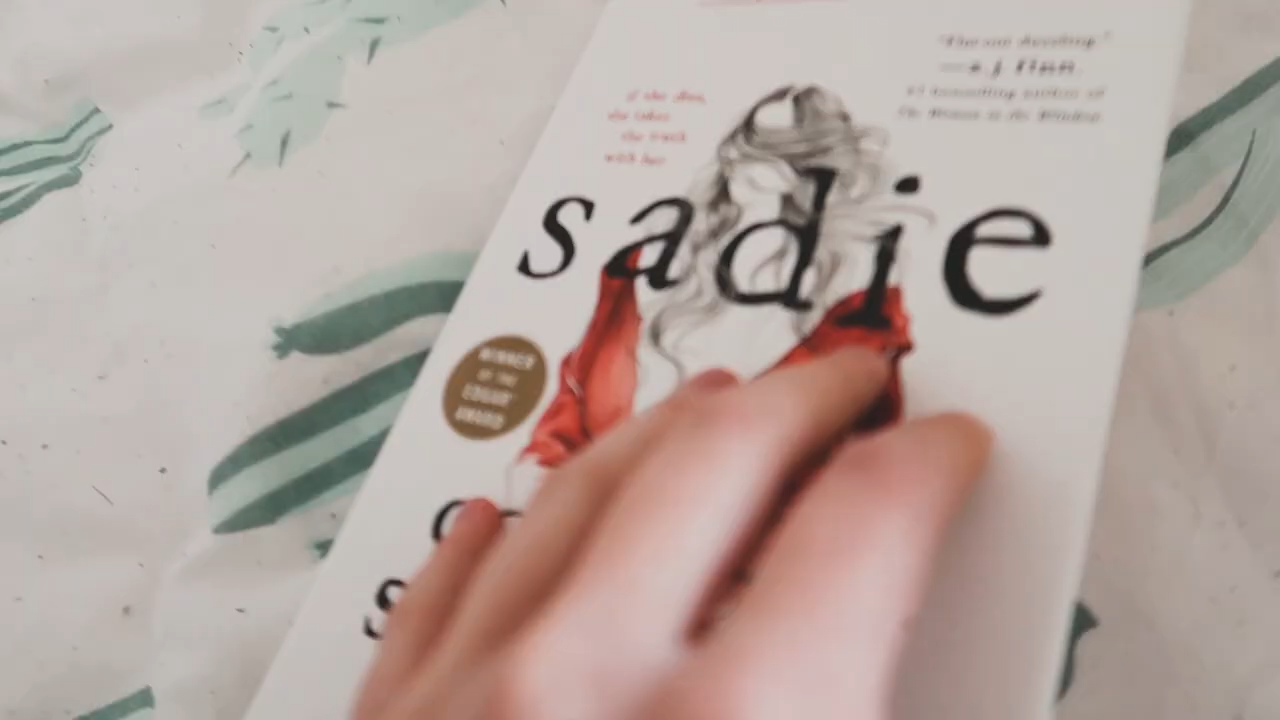 "Flat-out dazzling."
—a.j. finn,
#1 bestselling author of
The Woman in the Window
if she dies,
she takes
the truth
with her
sadie
WINNER
OF THE
EDGAR®
AWARD
c
s